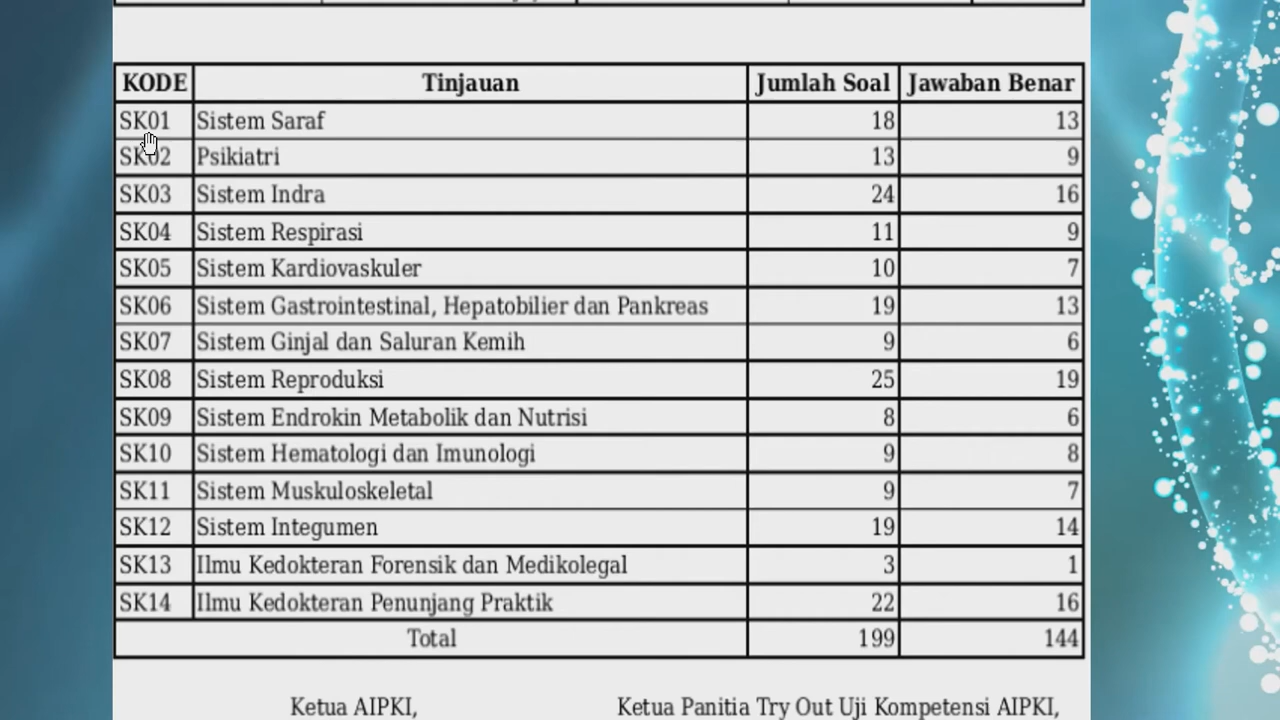 KODE Tinjauan Jumlah Soal Jawaban Benar
SK01 Sistem Saraf 18 13
SK02 Psikiatri 13 9
SK03 Sistem Indra 24 16
SK04 Sistem Respirasi 11 9
SK05 Sistem Kardiovaskuler 10 7
SK06 Sistem Gastrointestinal, Hepatobilier dan Pankreas 19 13
SK07 Sistem Ginjal dan Saluran Kemih 9 6
SK08 Sistem Reproduksi 25 19
SK09 Sistem Endrokin Metabolik dan Nutrisi 8 6
SK10 Sistem Hematologi dan Imunologi 9 8
SK11 Sistem Muskuloskeletal 9 7
SK12 Sistem Integumen 19 14
SK13 Ilmu Kedokteran Forensik dan Medikolegal 3 1
SK14 Ilmu Kedokteran Penunjang Praktik 22 16
Total 199 144
Ketua AIPKI, Ketua Panitia Try Out Uji Kompetensi AIPKI,